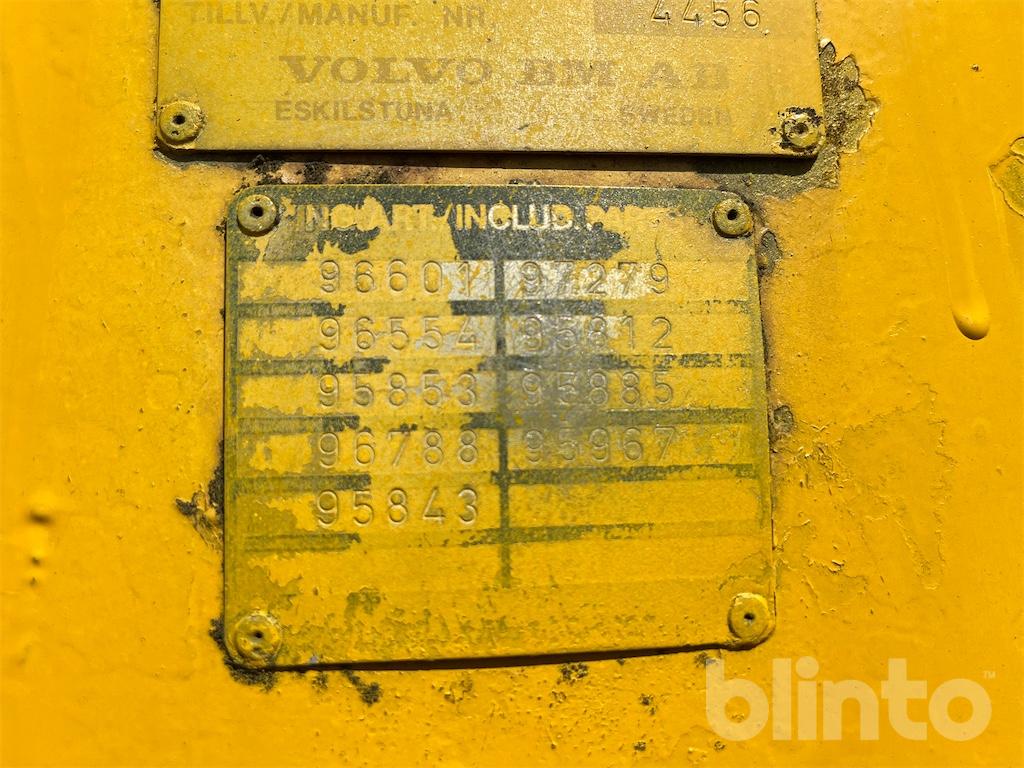 TILLV./MANUF. NR. 4456
VOLVO BM AB
ESKILSTUNA SWEDEN
INCL. ART./INCLUD. PARTS
96601 97279
96554 95812
95853 95885
96788 95967
95843
blinto™